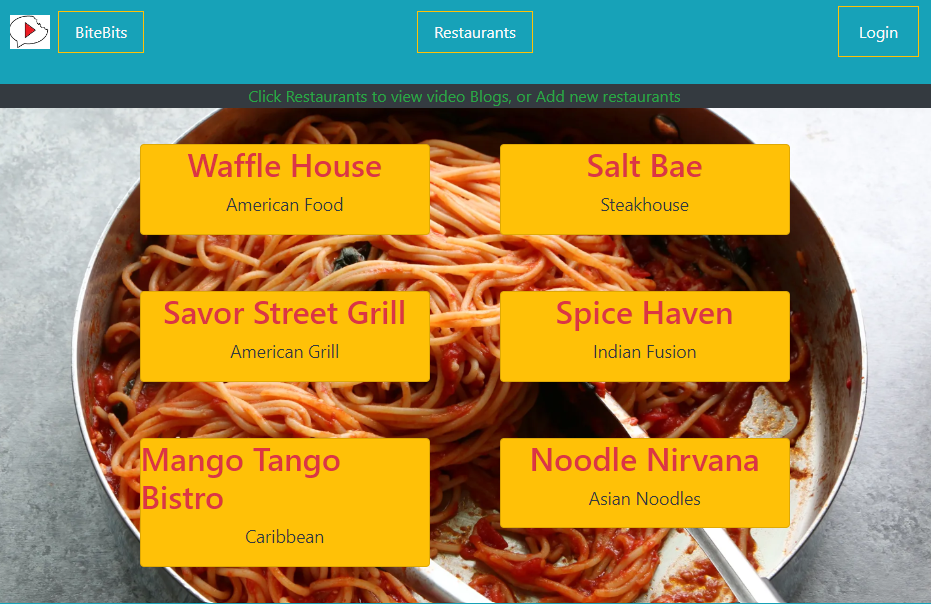 BiteBits
Restaurants
Login
Click Restaurants to view video Blogs, or Add new restaurants
Waffle House
American Food
Salt Bae
Steakhouse
Savor Street Grill
American Grill
Spice Haven
Indian Fusion
Mango Tango
Bistro
Caribbean
Noodle Nirvana
Asian Noodles